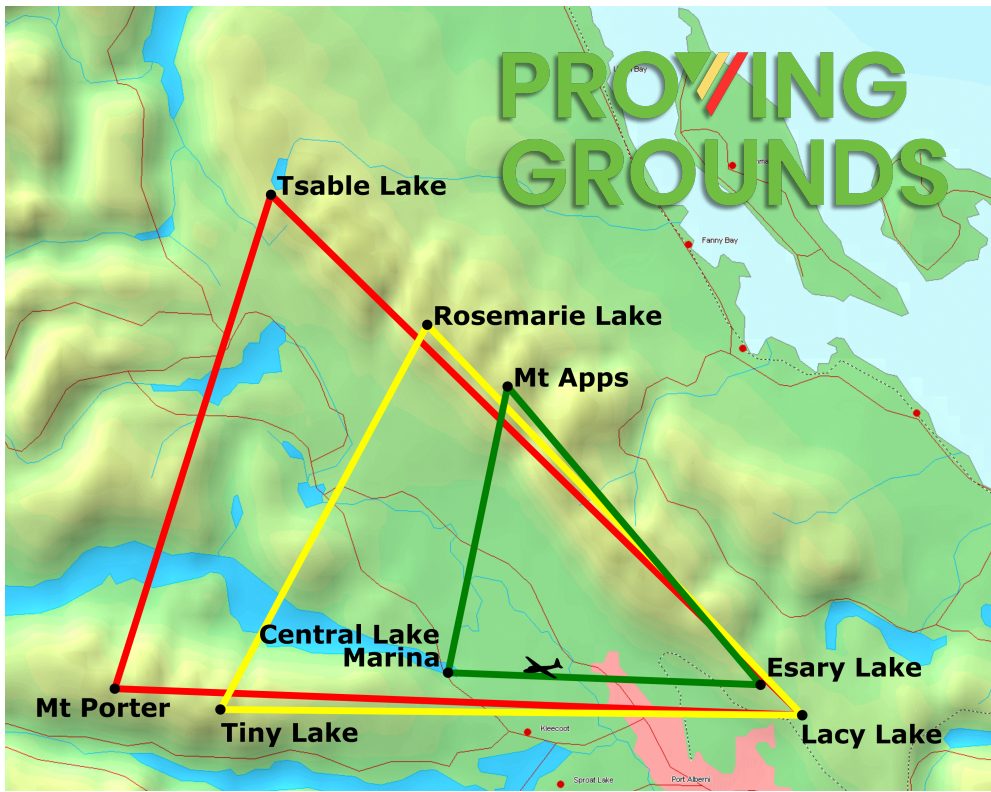 PROVING
GROUNDS
Fanny Bay
Tsable Lake
Rosemarie Lake
Mt Apps
Central Lake
Marina
Esary Lake
Mt Porter
Tiny Lake
Lacy Lake
Kleecoot
Sproat Lake
Port Alberni